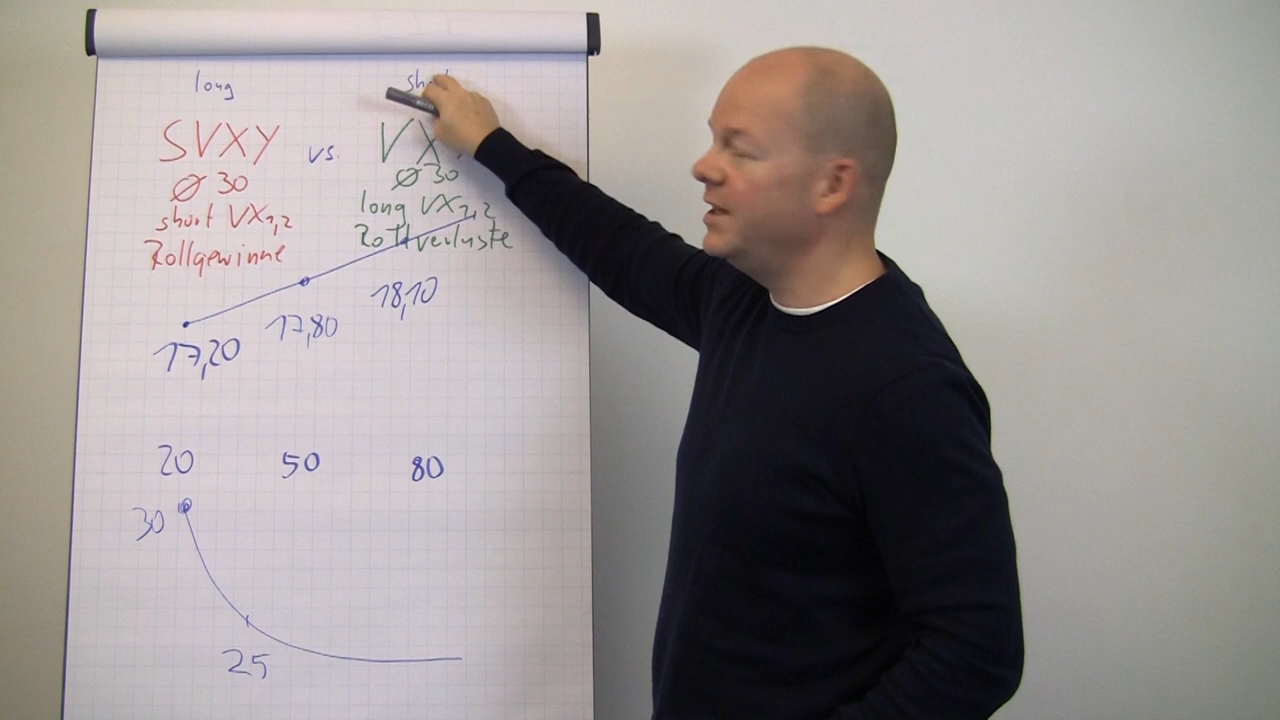 long
SVXY vs.
Ø 30 Ø 30
short VX1,2 long VX1,2
Rollgewinne Rollverluste
17,20 17,80 18,10
20 50 80
30
25